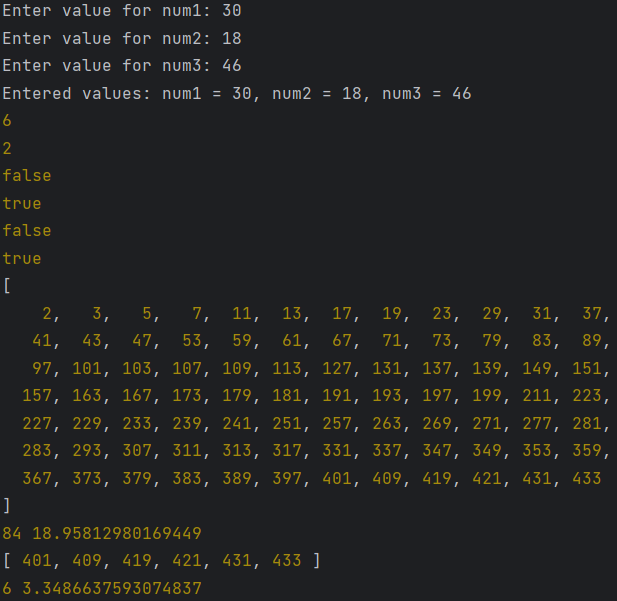 Enter value for num1: 30
Enter value for num2: 18
Enter value for num3: 46
Entered values: num1 = 30, num2 = 18, num3 = 46
6
2
false
true
false
true
[
    2,   3,   5,   7,  11,  13,  17,  19,  23,  29,  31,  37,
   41,  43,  47,  53,  59,  61,  67,  71,  73,  79,  83,  89,
   97, 101, 103, 107, 109, 113, 127, 131, 137, 139, 149, 151,
  157, 163, 167, 173, 179, 181, 191, 193, 197, 199, 211, 223,
  227, 229, 233, 239, 241, 251, 257, 263, 269, 271, 277, 281,
  283, 293, 307, 311, 313, 317, 331, 337, 347, 349, 353, 359,
  367, 373, 379, 383, 389, 397, 401, 409, 419, 421, 431, 433
]
84 18.95812980169449
[ 401, 409, 419, 421, 431, 433 ]
6 3.3486637593074837